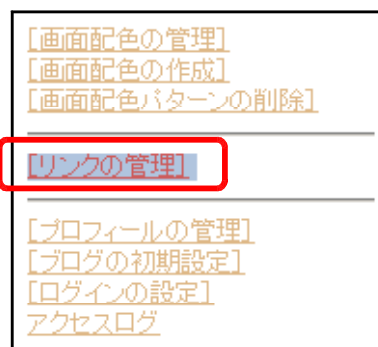 [画面配色の管理]
[画面配色の作成]
[画面配色パターンの削除]
[リンクの管理]
[プロフィールの管理]
[ブログの初期設定]
[ログインの設定]
アクセスログ